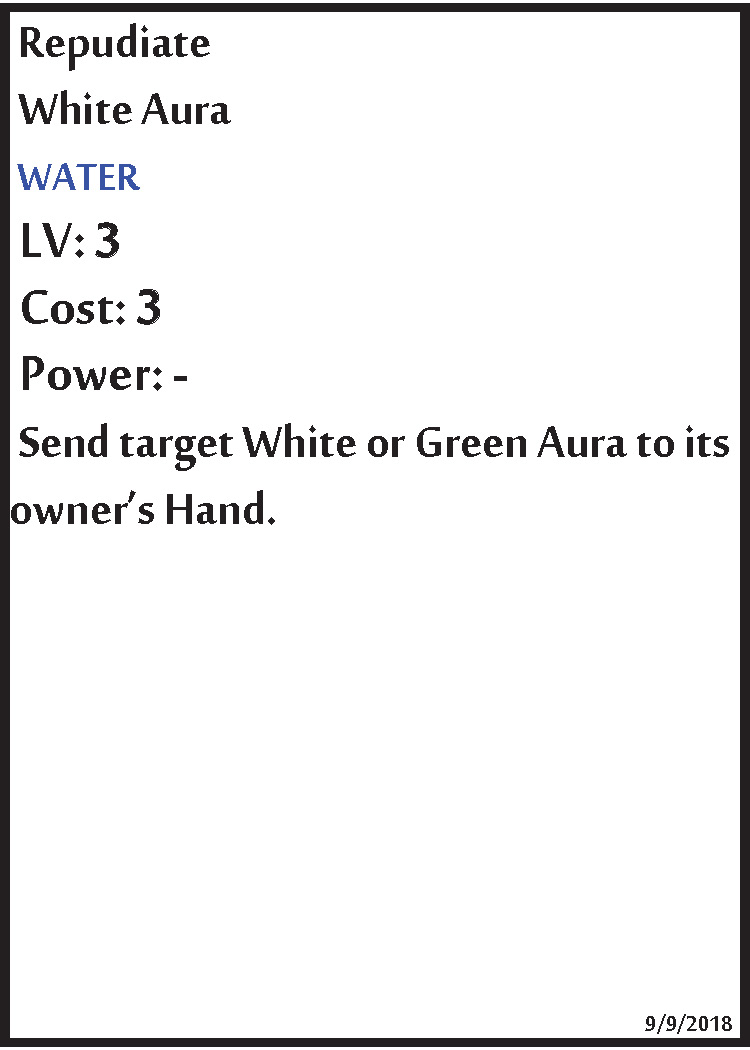 Repudiate
White Aura
WATER
LV: 3
Cost: 3
Power: -
Send target White or Green Aura to its
owner's Hand.
9/9/2018